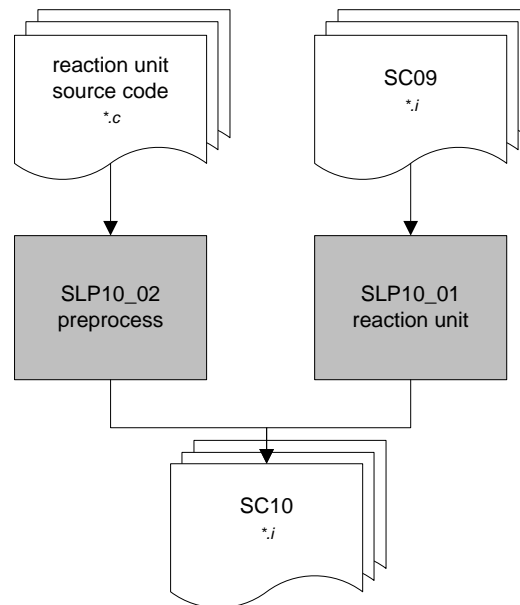 reaction unit
source code
*.c
SC09
*.i
SLP10_02
preprocess
SLP10_01
reaction unit
SC10
*.i